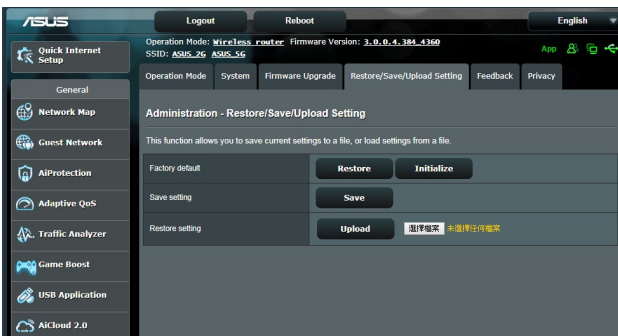 ASUS
Logout
Reboot
English
Quick Internet Setup
Operation Mode: Wireless router Firmware Version: 3.0.0.4.384_4360
SSID: ASUS_2G ASUS_5G
App
Operation Mode
System
Firmware Upgrade
Restore/Save/Upload Setting
Feedback
Privacy
General
Network Map
Guest Network
AiProtection
Adaptive QoS
Traffic Analyzer
Game Boost
USB Application
AiCloud 2.0
Administration - Restore/Save/Upload Setting
This function allows you to save current settings to a file, or load settings from a file.
Factory default
Restore
Initialize
Save setting
Save
Restore setting
Upload
選擇檔案 未選擇任何檔案